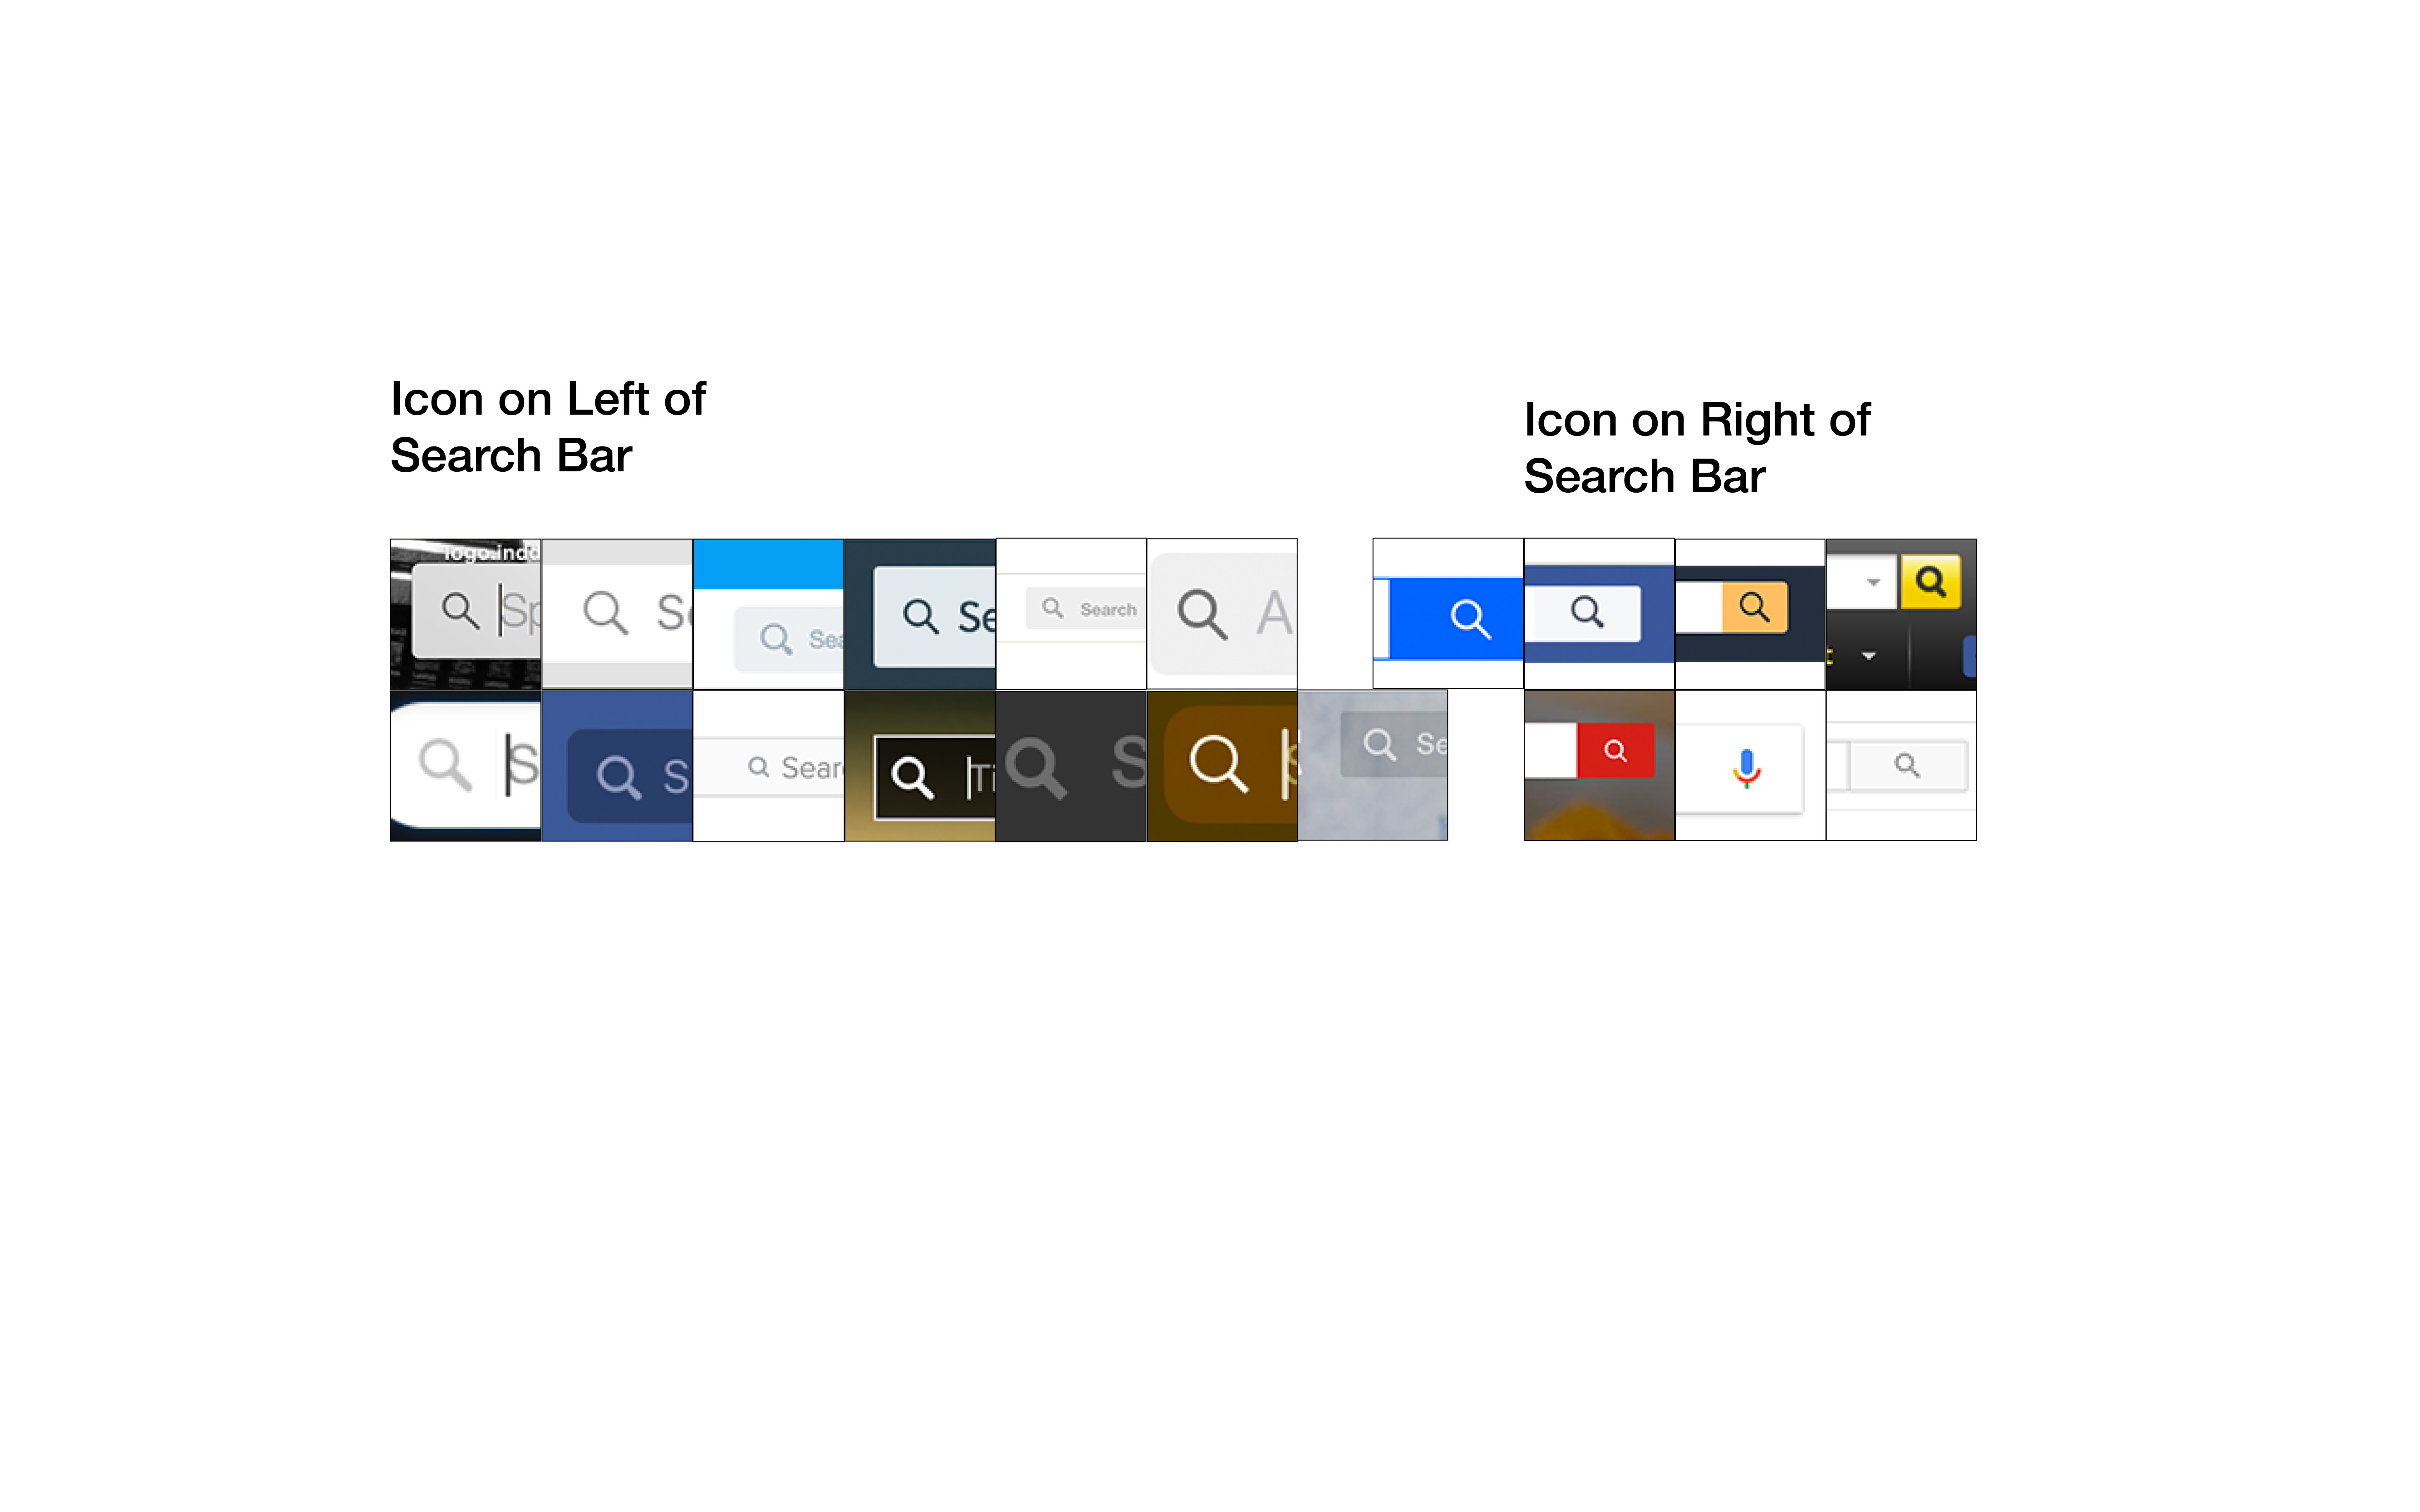 Icon on Left of
Search Bar
Icon on Right of
Search Bar
logo.indd
Sp
S
Sea
Se
Search
A
S
S
Sear
Ti
S
Se